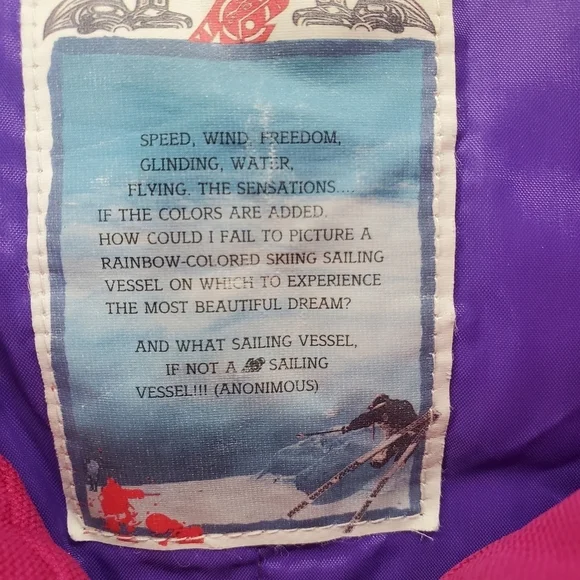 SPEED, WIND, FREEDOM,
GLINDING, WATER,
FLYING. THE SENSATIONS....
IF THE COLORS ARE ADDED.
HOW COULD I FAIL TO PICTURE A
RAINBOW-COLORED SKIING SAILING
VESSEL ON WHICH TO EXPERIENCE
THE MOST BEAUTIFUL DREAM?
AND WHAT SAILING VESSEL,
IF NOT A SAILING
VESSEL!!! (ANONIMOUS)